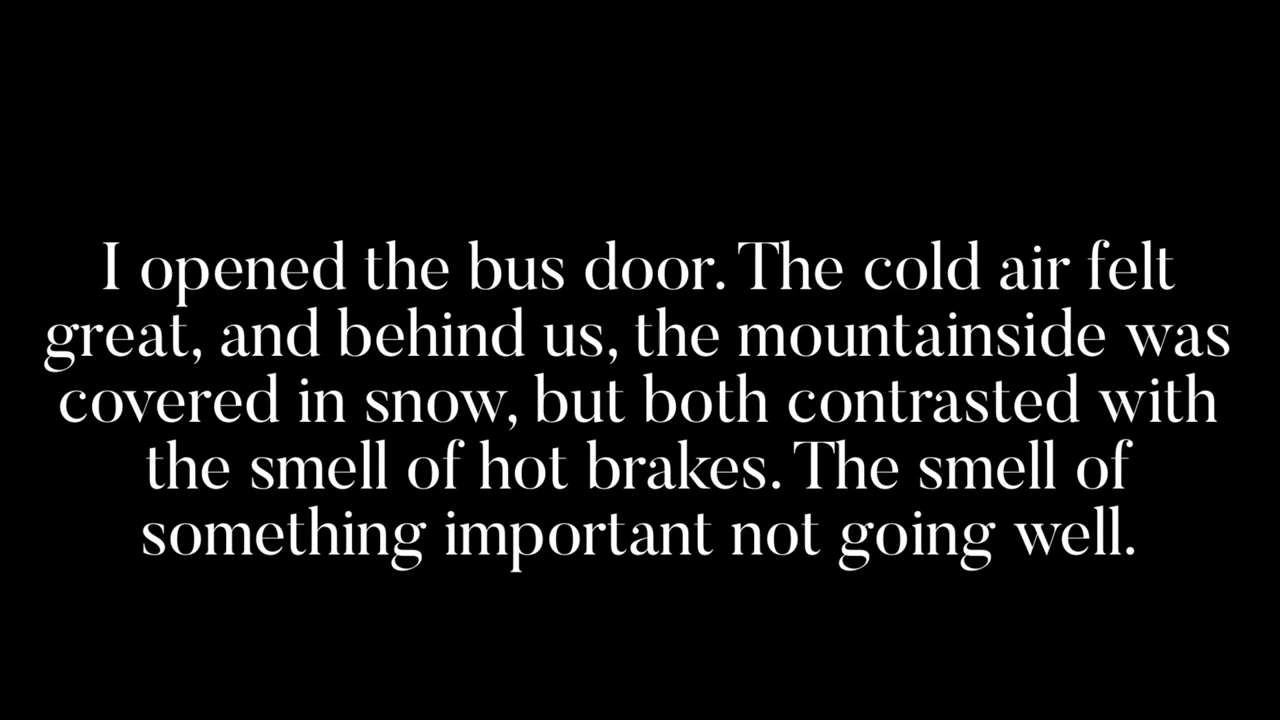 I opened the bus door. The cold air felt
great, and behind us, the mountainside was
covered in snow, but both contrasted with
the smell of hot brakes. The smell of
something important not going well.